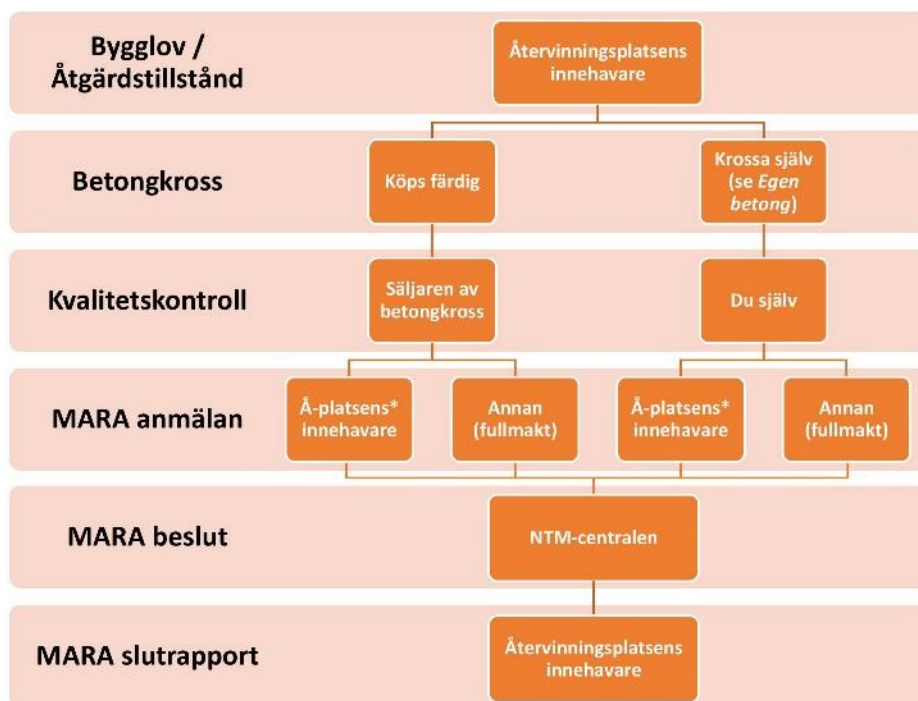 Bygglov /
Åtgärdstillstånd
Återvinningsplatsens
innehavare
Betongkross
Köps färdig
Krossa själv
(se Egen
betong)
Kvalitetskontroll
Säljaren av
betongkross
Du själv
MARA anmälan
Å-platsens*
innehavare
Annan
(fullmakt)
Å-platsens*
innehavare
Annan
(fullmakt)
MARA beslut
NTM-centralen
MARA slutrapport
Återvinningsplatsens
innehavare